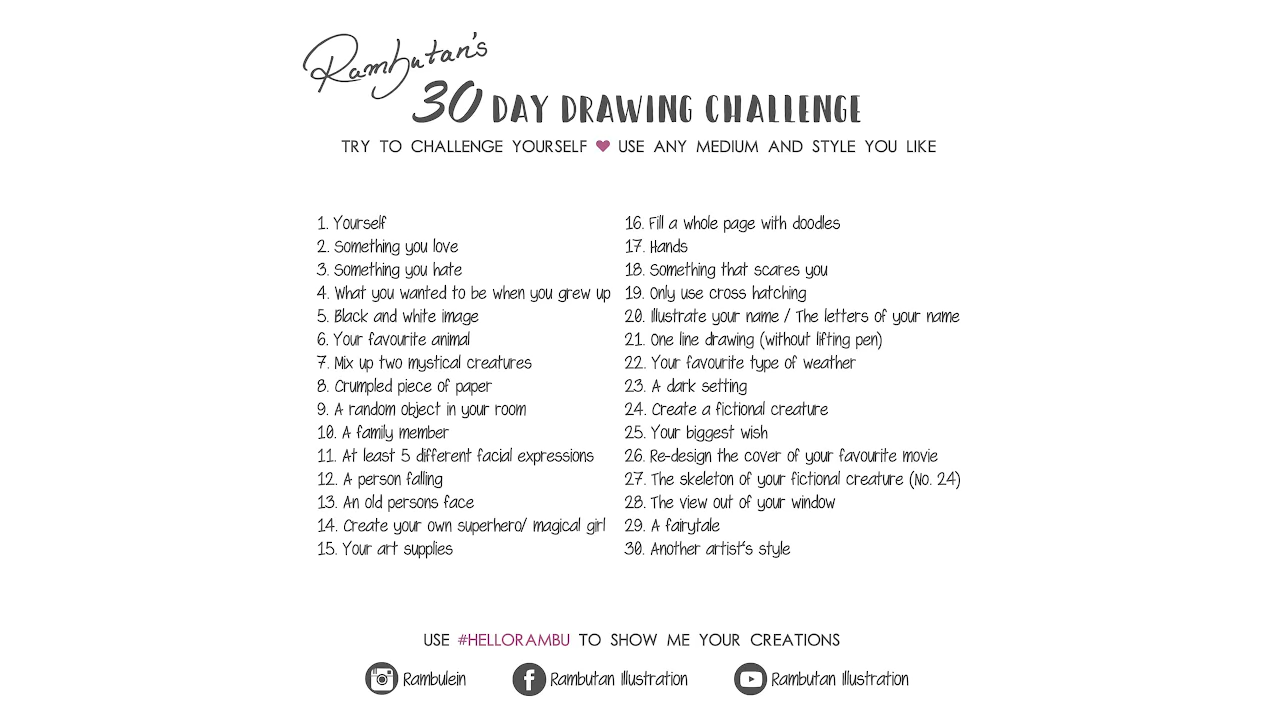 Rambutan's
30 DAY DRAWING CHALLENGE
TRY TO CHALLENGE YOURSELF ♥ USE ANY MEDIUM AND STYLE YOU LIKE
1. Yourself
2. Something you love
3. Something you hate
4. What you wanted to be when you grew up
5. Black and white image
6. Your favourite animal
7. Mix up two mystical creatures
8. Crumpled piece of paper
9. A random object in your room
10. A family member
11. At least 5 different facial expressions
12. A person falling
13. An old persons face
14. Create your own superhero/ magical girl
15. Your art supplies
16. Fill a whole page with doodles
17. Hands
18. Something that scares you
19. Only use cross hatching
20. Illustrate your name / The letters of your name
21. One line drawing (without lifting pen)
22. Your favourite type of weather
23. A dark setting
24. Create a fictional creature
25. Your biggest wish
26. Re-design the cover of your favourite movie
27. The skeleton of your fictional creature (No. 24)
28. The view out of your window
29. A fairytale
30. Another artist's style
USE #HELLORAMBU TO SHOW ME YOUR CREATIONS
Rambulein Rambutan Illustration Rambutan Illustration